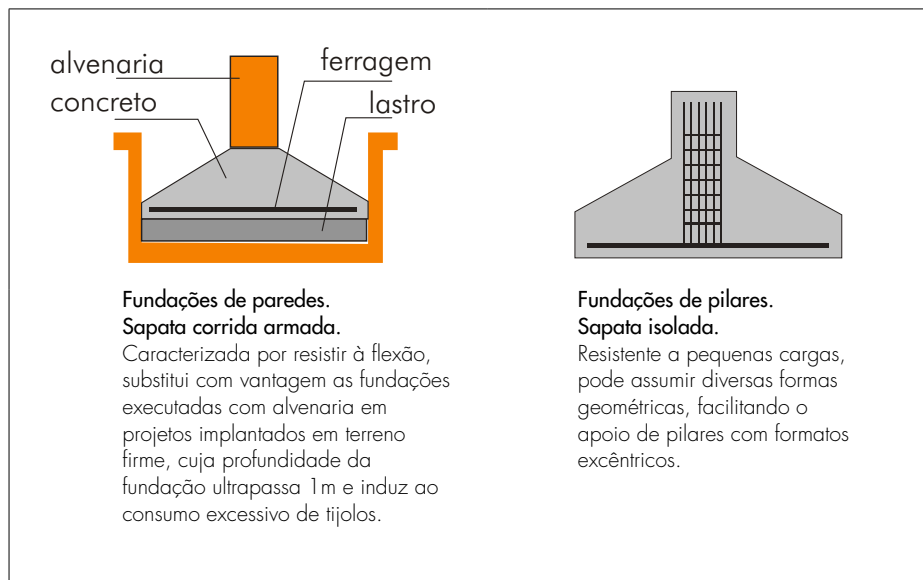 alvenaria
concreto
ferragem
lastro
Fundações de paredes.
Sapata corrida armada.
Caracterizada por resistir à flexão,
substitui com vantagem as fundações
executadas com alvenaria em
projetos implantados em terreno
firme, cuja profundidade da
fundação ultrapassa 1m e induz ao
consumo excessivo de tijolos.
Fundações de pilares.
Sapata isolada.
Resistente a pequenas cargas,
pode assumir diversas formas
geométricas, facilitando o
apoio de pilares com formatos
excêntricos.